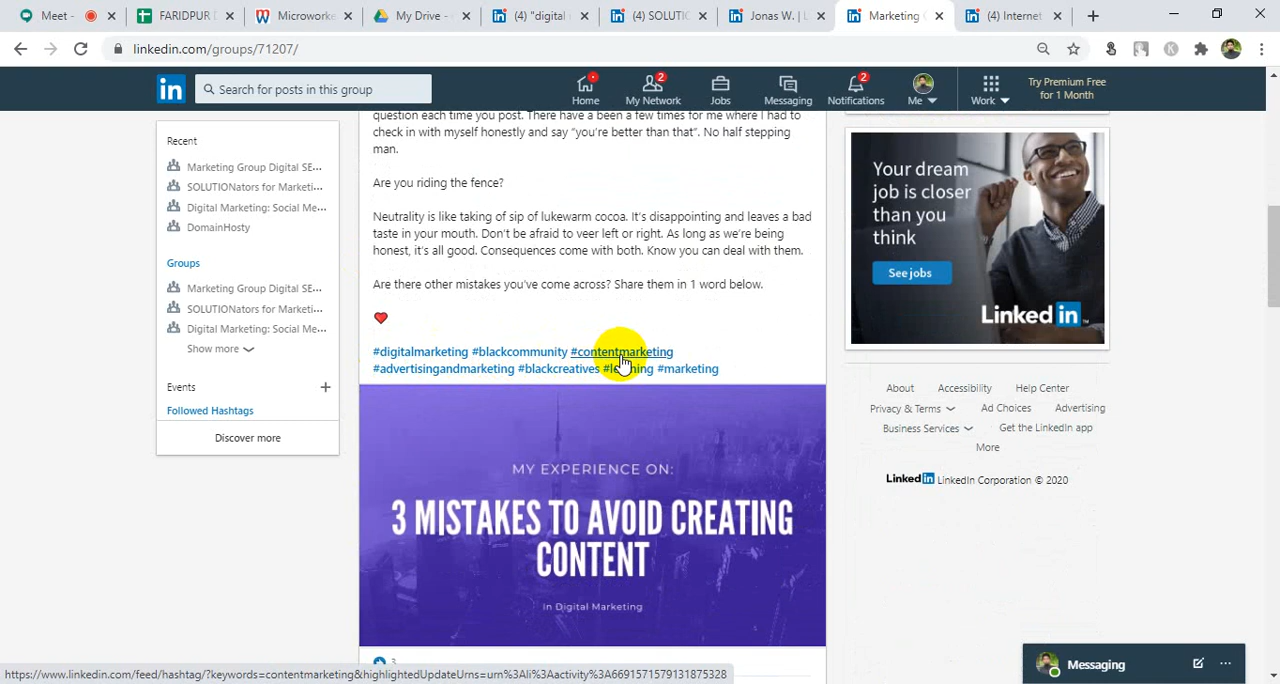 Meet -
FARIDPUR D
Microworke
My Drive -
(4) "digital
(4) SOLUTIO
Jonas W. | L
Marketing
(4) Internet
linkedin.com/groups/71207/
in
Search for posts in this group
Home
2
My Network
Jobs
Messaging
2
Notifications
Me
Work
Try Premium Free
for 1 Month
Recent
Marketing Group Digital SE...
SOLUTIONators for Marketi...
Digital Marketing: Social Me...
DomainHosty
Groups
Marketing Group Digital SE...
SOLUTIONators for Marketi...
Digital Marketing: Social Me...
Show more
Events
+
Followed Hashtags
Discover more
question each time you post. There have a been a few times for me where I had to
check in with myself honestly and say “you’re better than that”. No half stepping
man.
Are you riding the fence?
Neutrality is like taking of sip of lukewarm cocoa. It’s disappointing and leaves a bad
taste in your mouth. Don’t be afraid to veer left or right. As long as we’re being
honest, it’s all good. Consequences come with both. Know you can deal with them.
Are there other mistakes you’ve come across? Share them in 1 word below.
#digitalmarketing #blackcommunity #contentmarketing
#advertisingandmarketing #blackcreatives #marketing
MY EXPERIENCE ON:
3 MISTAKES TO AVOID CREATING
CONTENT
In Digital Marketing
3
Your dream
job is closer
than you
think
See jobs
Linked in
About Accessibility Help Center
Privacy & Terms Ad Choices Advertising
Business Services Get the LinkedIn app
More
Linked in LinkedIn Corporation © 2020
Messaging
https://www.linkedin.com/feed/hashtag/?keywords=contentmarketing&highlightedUpdateUrns=urn%3Ali%3Aactivity%3A6691571579131875328